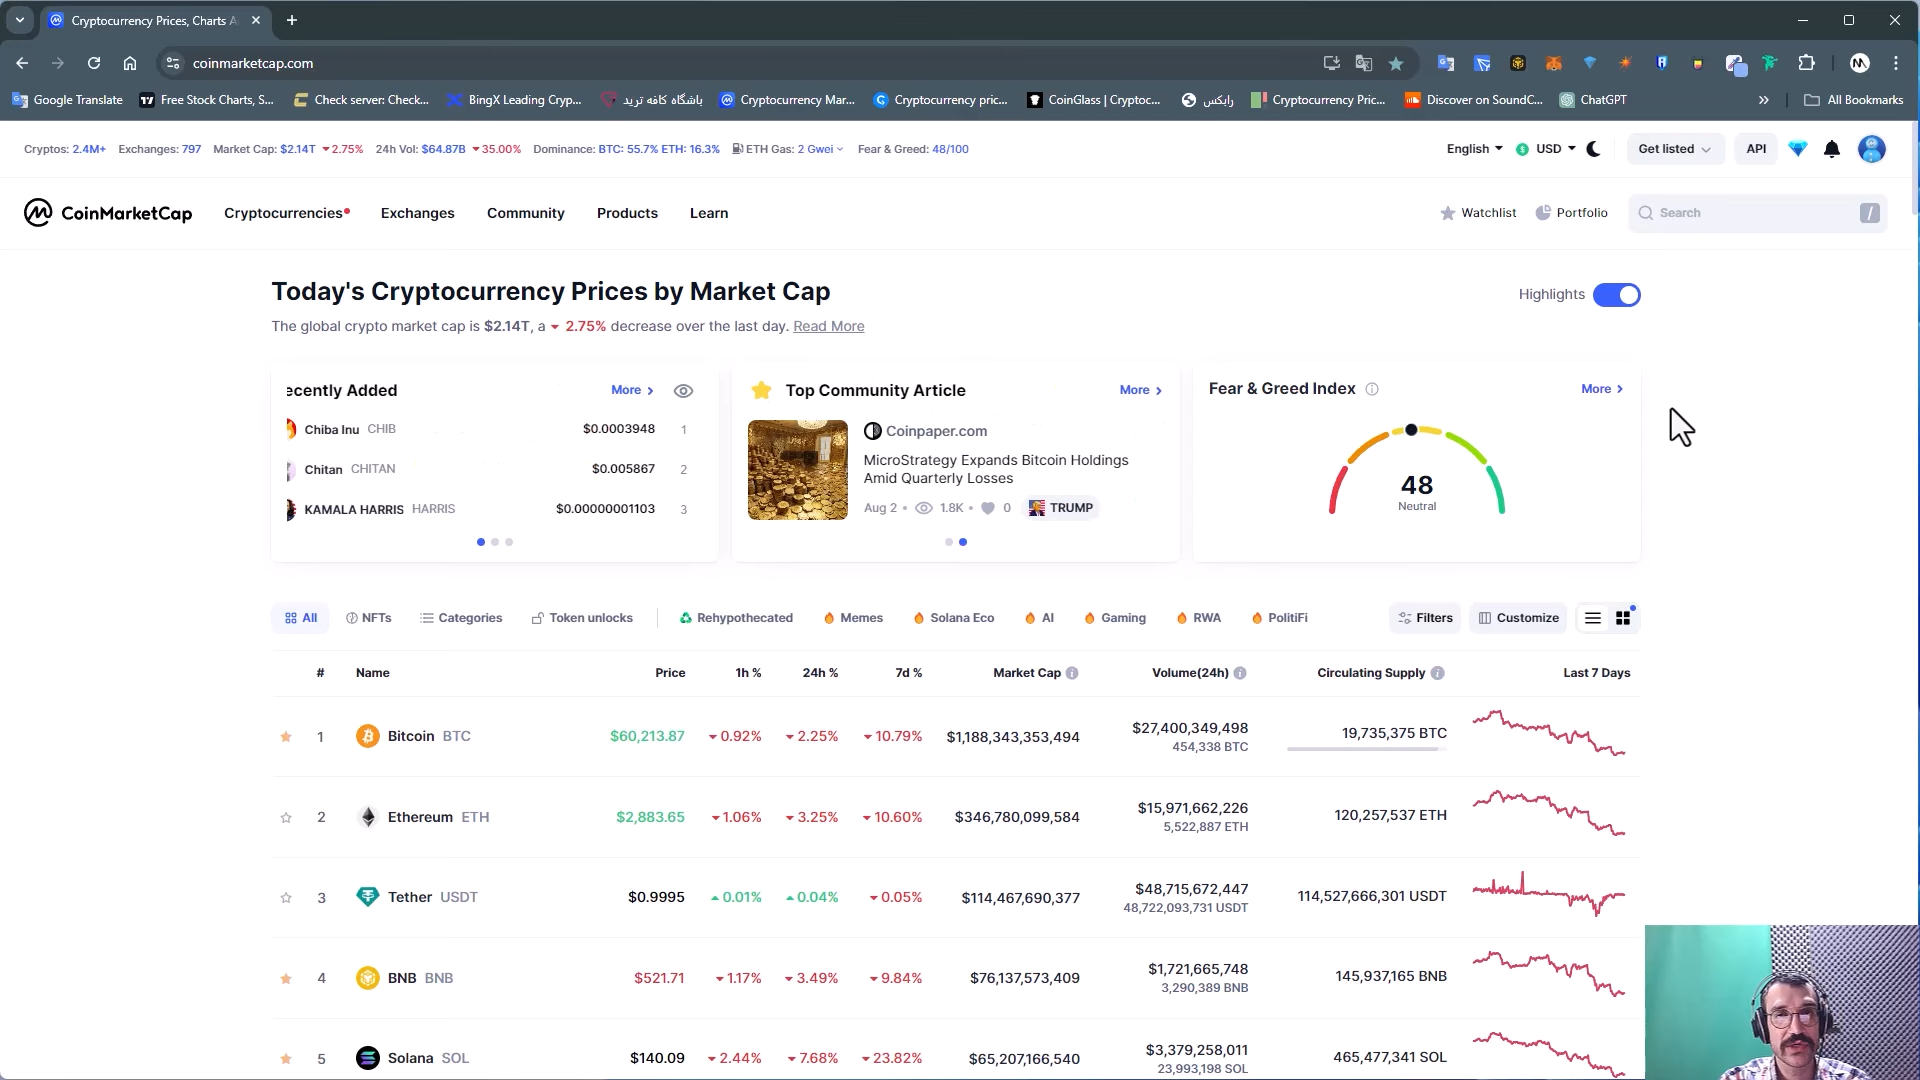 Cryptocurrency Prices, Charts A
coinmarketcap.com
Google Translate
Free Stock Charts, S...
Check server: Check...
BingX Leading Cryp...
باشگاه کافه ترید
Cryptocurrency Mar...
Cryptocurrency pric...
CoinGlass | Cryptoc...
رابکس
Cryptocurrency Pric...
Discover on SoundC...
ChatGPT
All Bookmarks
Cryptos: 2.4M+ Exchanges: 797 Market Cap: $2.14T 2.75% 24h Vol: $64.87B 35.00% Dominance: BTC: 55.7% ETH: 16.3% ETH Gas: 2 Gwei Fear & Greed: 48/100
English USD Get listed API
CoinMarketCap
Cryptocurrencies Exchanges Community Products Learn
Watchlist Portfolio Search /
Today's Cryptocurrency Prices by Market Cap
Highlights
The global crypto market cap is $2.14T, a 2.75% decrease over the last day. Read More
ecently Added More
Chiba Inu CHIB $0.0003948 1
Chitan CHITAN $0.005867 2
KAMALA HARRIS HARRIS $0.00000001103 3
Top Community Article More
Coinpaper.com
MicroStrategy Expands Bitcoin Holdings
Amid Quarterly Losses
Aug 2 • 1.8K • 0 TRUMP
Fear & Greed Index More
48
Neutral
All NFTs Categories Token unlocks Rehypothecated Memes Solana Eco AI Gaming RWA PolitiFi Filters Customize
# Name Price 1h % 24h % 7d % Market Cap Volume(24h) Circulating Supply Last 7 Days
1 Bitcoin BTC $60,213.87 0.92% 2.25% 10.79% $1,188,343,353,494 $27,400,349,498 19,735,375 BTC
454,338 BTC
2 Ethereum ETH $2,883.65 1.06% 3.25% 10.60% $346,780,099,584 $15,971,662,226 120,257,537 ETH
5,522,887 ETH
3 Tether USDT $0.9995 0.01% 0.04% 0.05% $114,467,690,377 $48,715,672,447 114,527,666,301 USDT
48,722,093,731 USDT
4 BNB BNB $521.71 1.17% 3.49% 9.84% $76,137,573,409 $1,721,665,748 145,937,165 BNB
3,290,389 BNB
5 Solana SOL $140.09 2.44% 7.68% 23.82% $65,207,166,540 $3,379,258,011 465,477,341 SOL
23,993,198 SOL